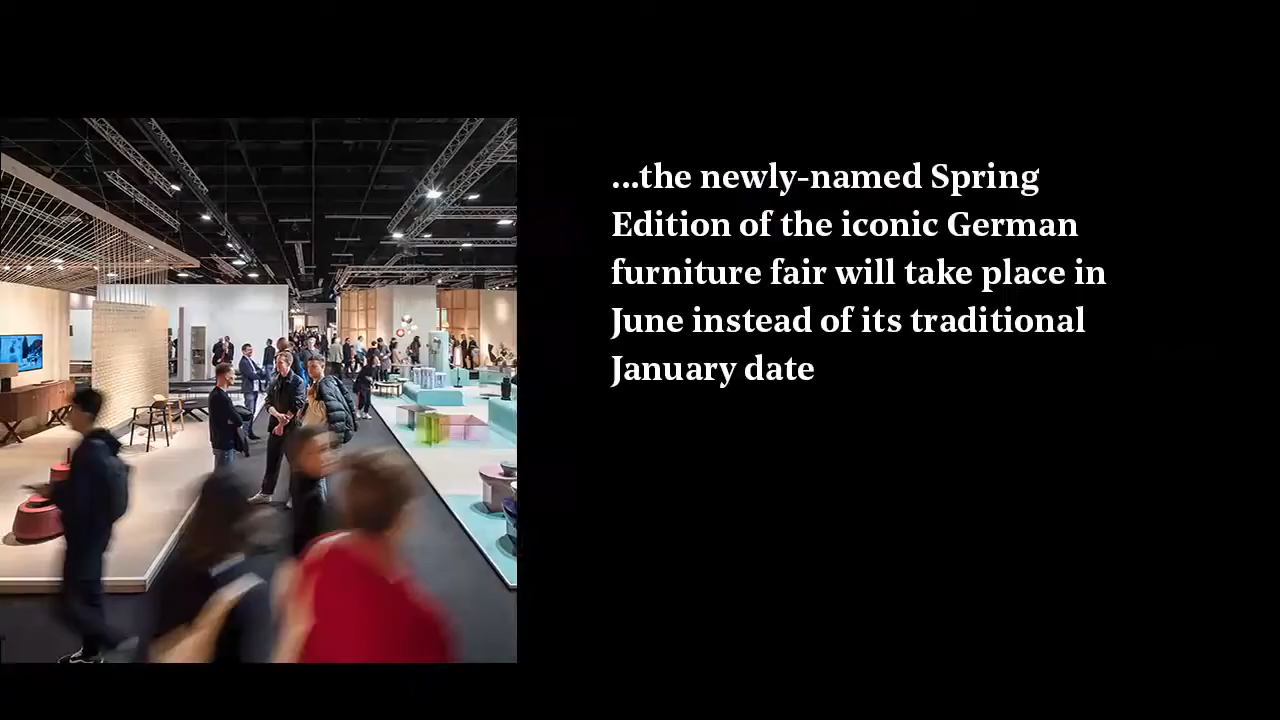 ...the newly-named Spring
Edition of the iconic German
furniture fair will take place in
June instead of its traditional
January date